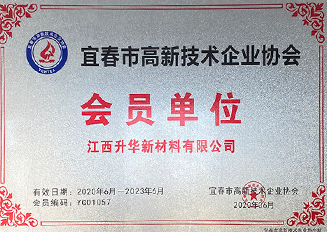 宜春市高新技术企业协会
会员单位
江西升华新材料有限公司
有效日期：2020年6月—2023年6月
会员编码：YG01057
宜春市高新技术企业协会
2020年06月